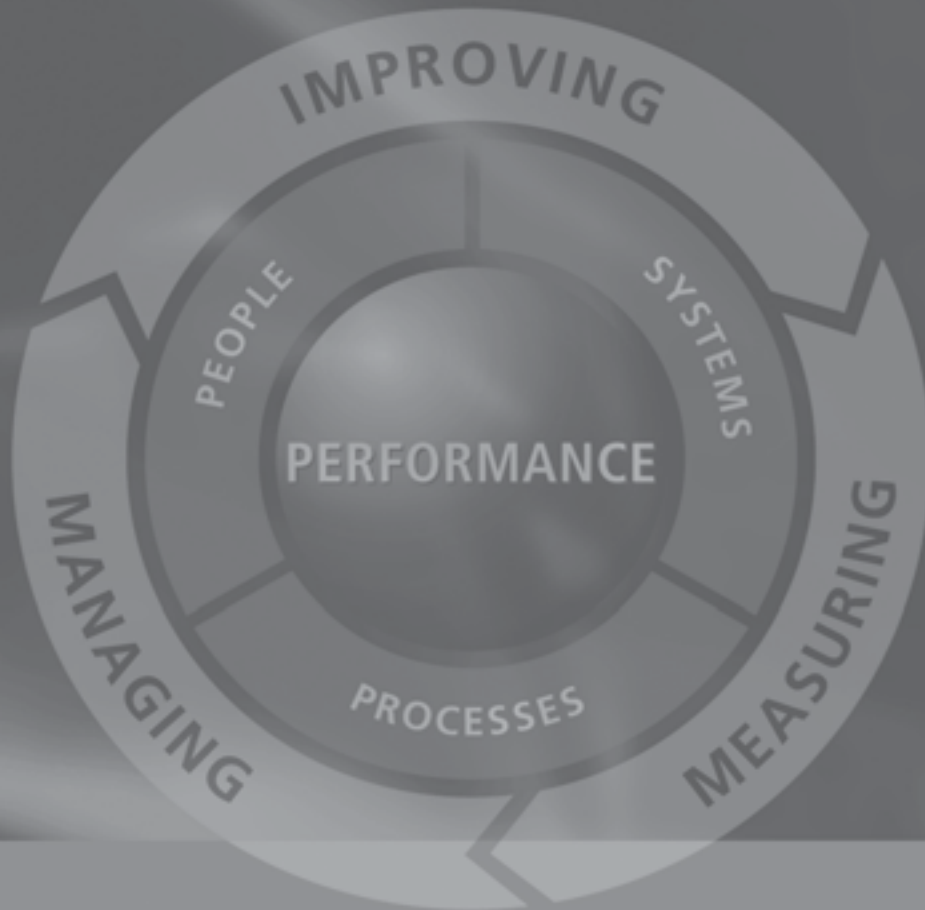 IMPROVING
PEOPLE
SYSTEMS
PERFORMANCE
MANAGING
MEASURING
PROCESSES